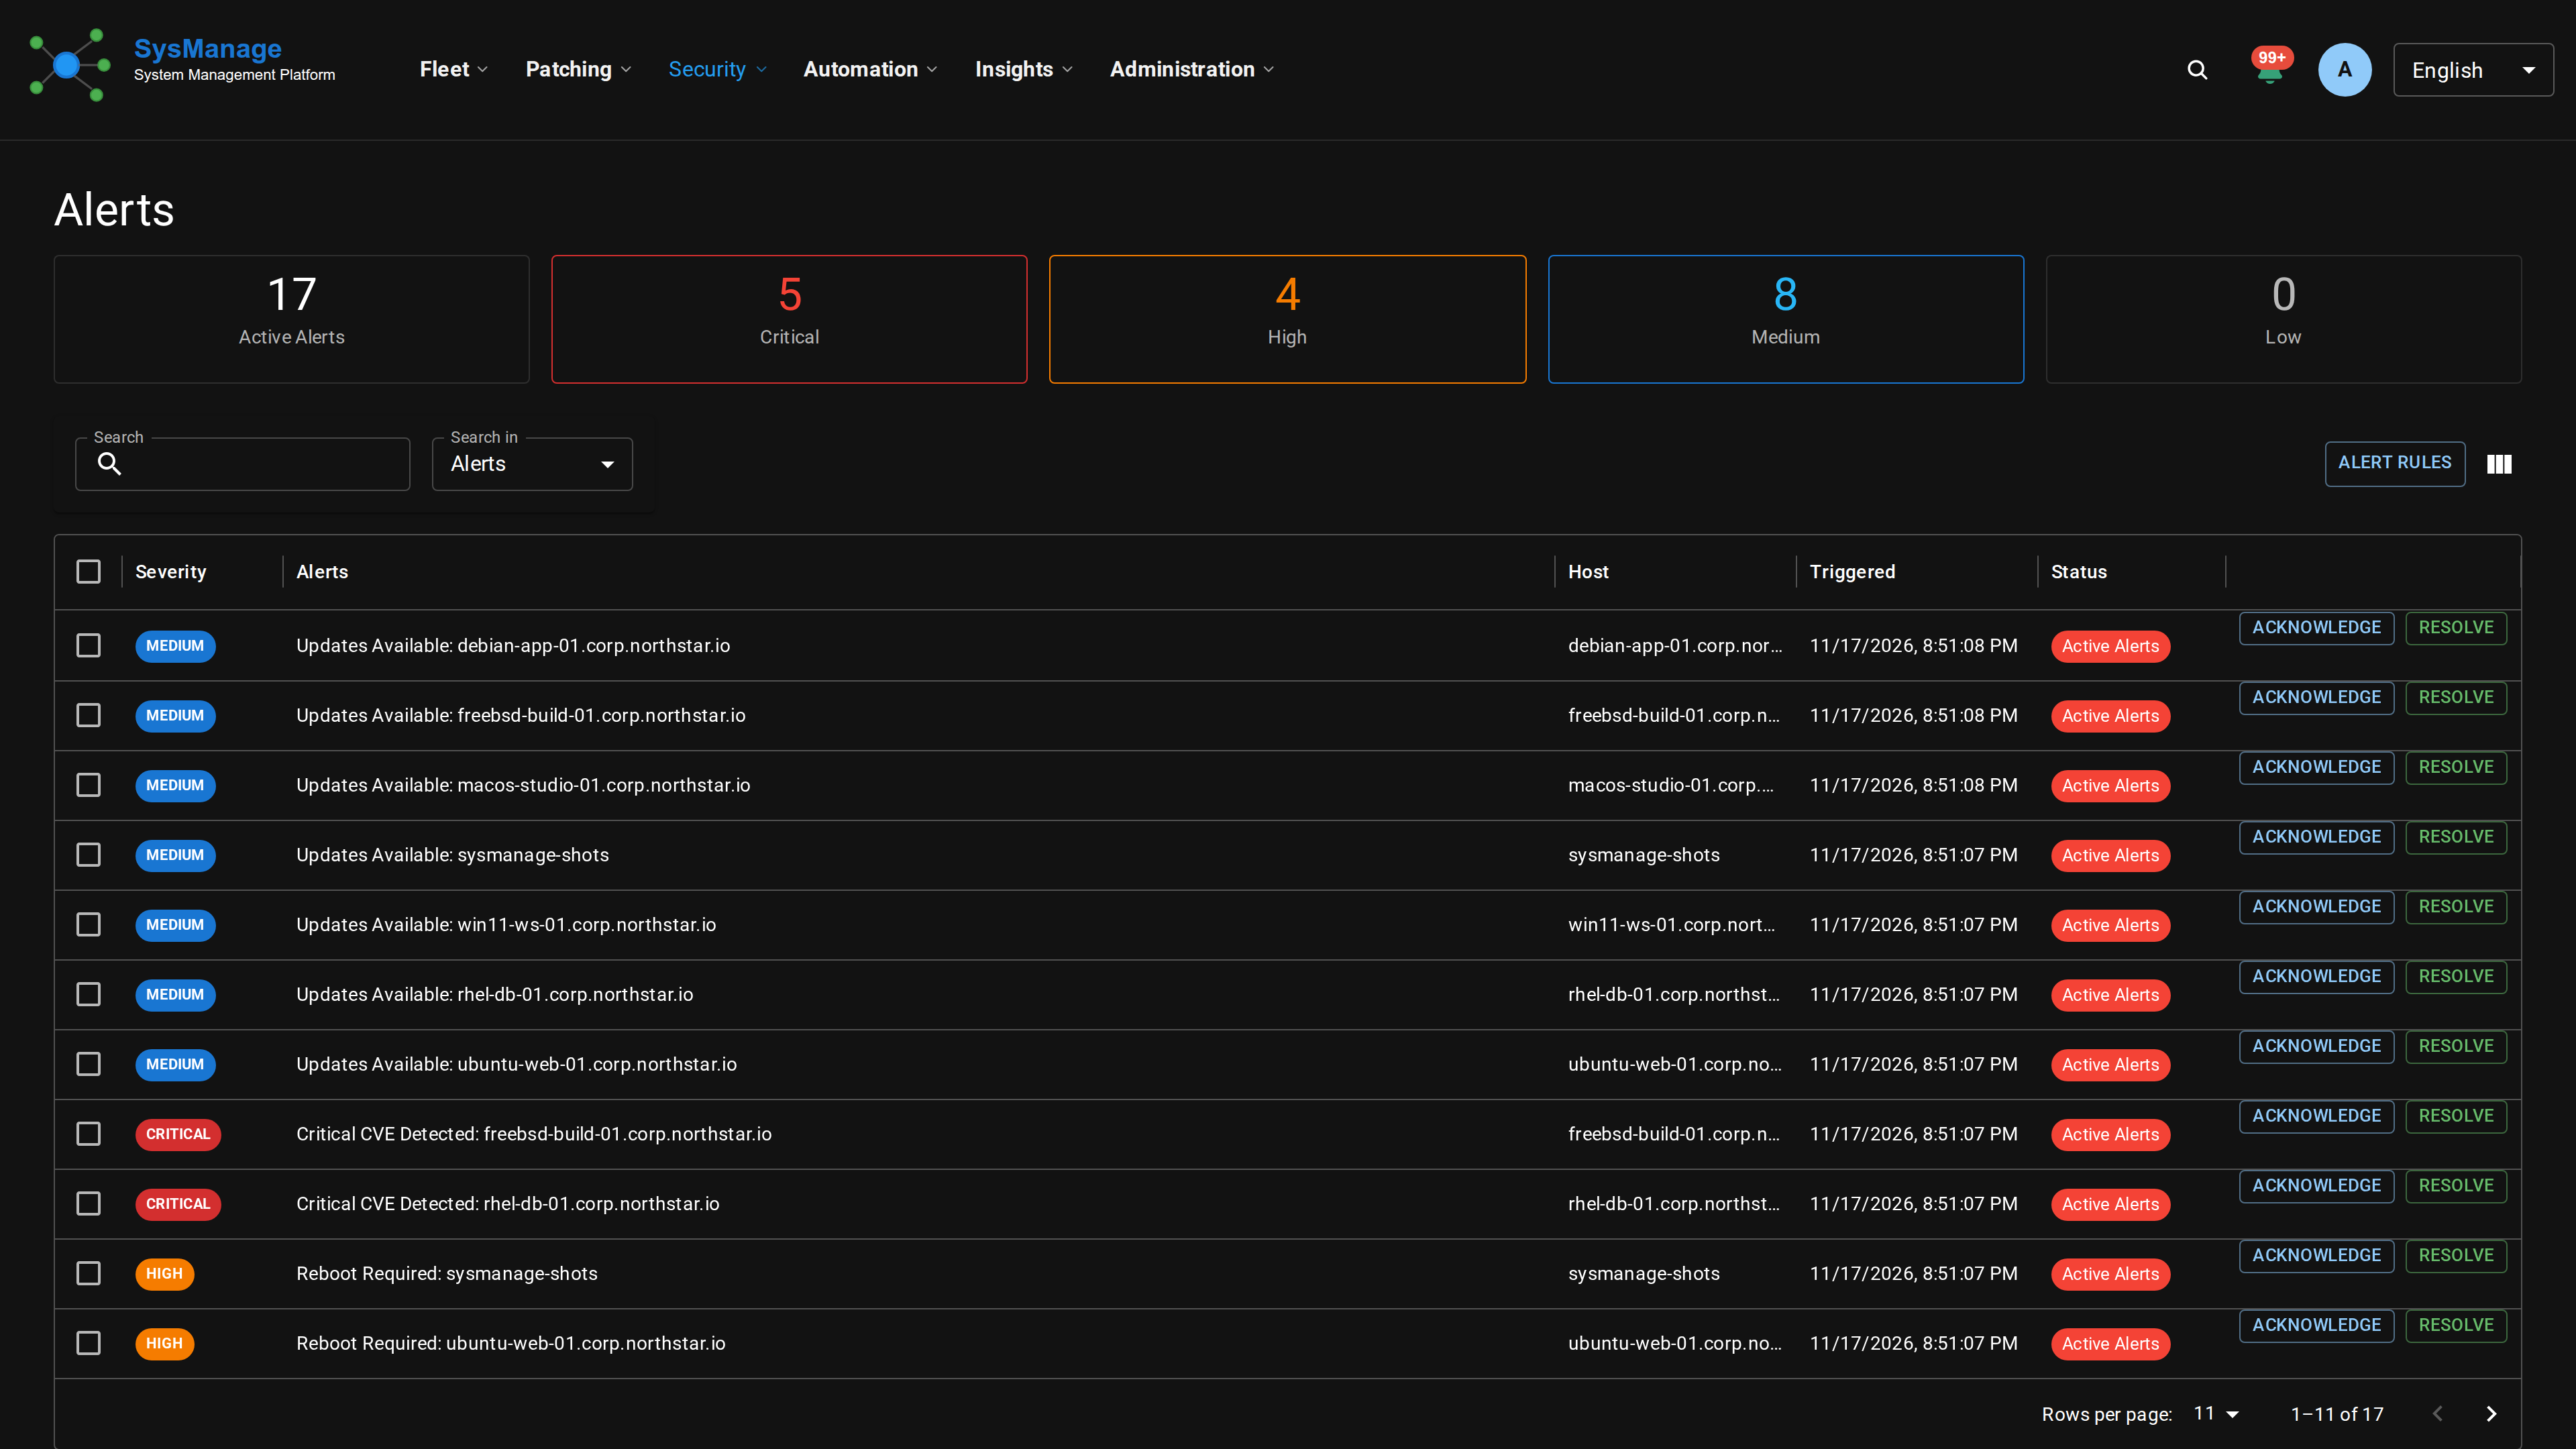 SysManage
System Management Platform
Fleet Patching Security Automation Insights Administration
99+
A
English
Alerts
17
Active Alerts
5
Critical
4
High
8
Medium
0
Low
Search
Search in
Alerts
ALERT RULES
Severity Alerts Host Triggered Status
MEDIUM Updates Available: debian-app-01.corp.northstar.io debian-app-01.corp.nor... 11/17/2026, 8:51:08 PM Active Alerts ACKNOWLEDGE RESOLVE
MEDIUM Updates Available: freebsd-build-01.corp.northstar.io freebsd-build-01.corp.n... 11/17/2026, 8:51:08 PM Active Alerts ACKNOWLEDGE RESOLVE
MEDIUM Updates Available: macos-studio-01.corp.northstar.io macos-studio-01.corp.... 11/17/2026, 8:51:08 PM Active Alerts ACKNOWLEDGE RESOLVE
MEDIUM Updates Available: sysmanage-shots sysmanage-shots 11/17/2026, 8:51:07 PM Active Alerts ACKNOWLEDGE RESOLVE
MEDIUM Updates Available: win11-ws-01.corp.northstar.io win11-ws-01.corp.nort... 11/17/2026, 8:51:07 PM Active Alerts ACKNOWLEDGE RESOLVE
MEDIUM Updates Available: rhel-db-01.corp.northstar.io rhel-db-01.corp.northst... 11/17/2026, 8:51:07 PM Active Alerts ACKNOWLEDGE RESOLVE
MEDIUM Updates Available: ubuntu-web-01.corp.northstar.io ubuntu-web-01.corp.no... 11/17/2026, 8:51:07 PM Active Alerts ACKNOWLEDGE RESOLVE
CRITICAL Critical CVE Detected: freebsd-build-01.corp.northstar.io freebsd-build-01.corp.n... 11/17/2026, 8:51:07 PM Active Alerts ACKNOWLEDGE RESOLVE
CRITICAL Critical CVE Detected: rhel-db-01.corp.northstar.io rhel-db-01.corp.northst... 11/17/2026, 8:51:07 PM Active Alerts ACKNOWLEDGE RESOLVE
HIGH Reboot Required: sysmanage-shots sysmanage-shots 11/17/2026, 8:51:07 PM Active Alerts ACKNOWLEDGE RESOLVE
HIGH Reboot Required: ubuntu-web-01.corp.northstar.io ubuntu-web-01.corp.no... 11/17/2026, 8:51:07 PM Active Alerts ACKNOWLEDGE RESOLVE
Rows per page: 11 1–11 of 17